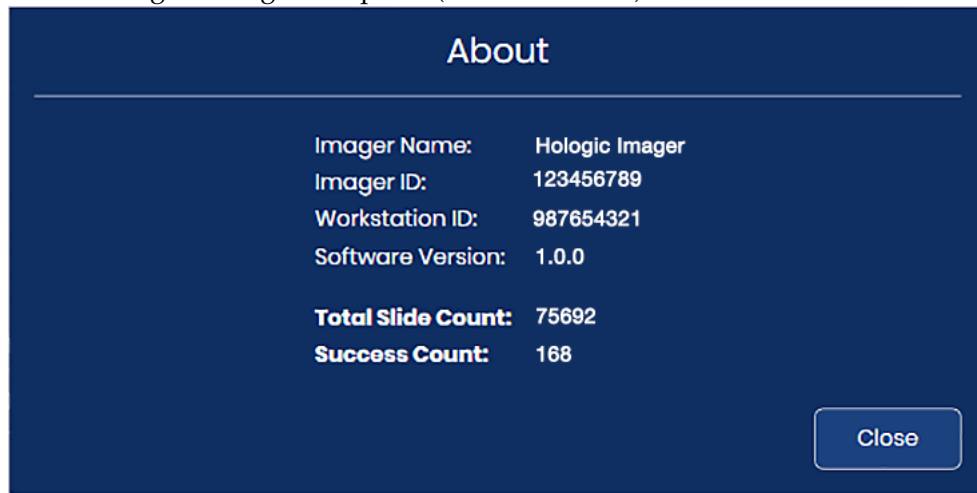 About
Imager Name: Hologic Imager
Imager ID: 123456789
Workstation ID: 987654321
Software Version: 1.0.0
Total Slide Count: 75692
Success Count: 168
Close